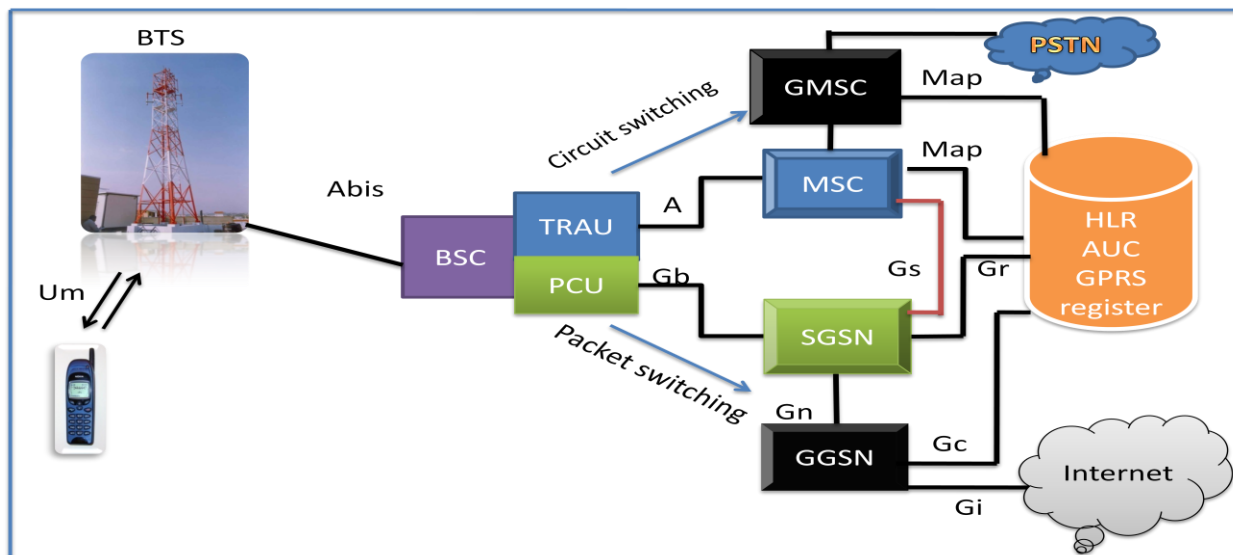 BTS
PSTN
GMSC
Map
Circuit switching
Map
MSC
Abis
A
TRAU
HLR
AUC
GPRS
register
BSC
Gs
Gr
PCU
Gb
Um
SGSN
Packet switching
Gn
GGSN
Gc
Internet
Gi